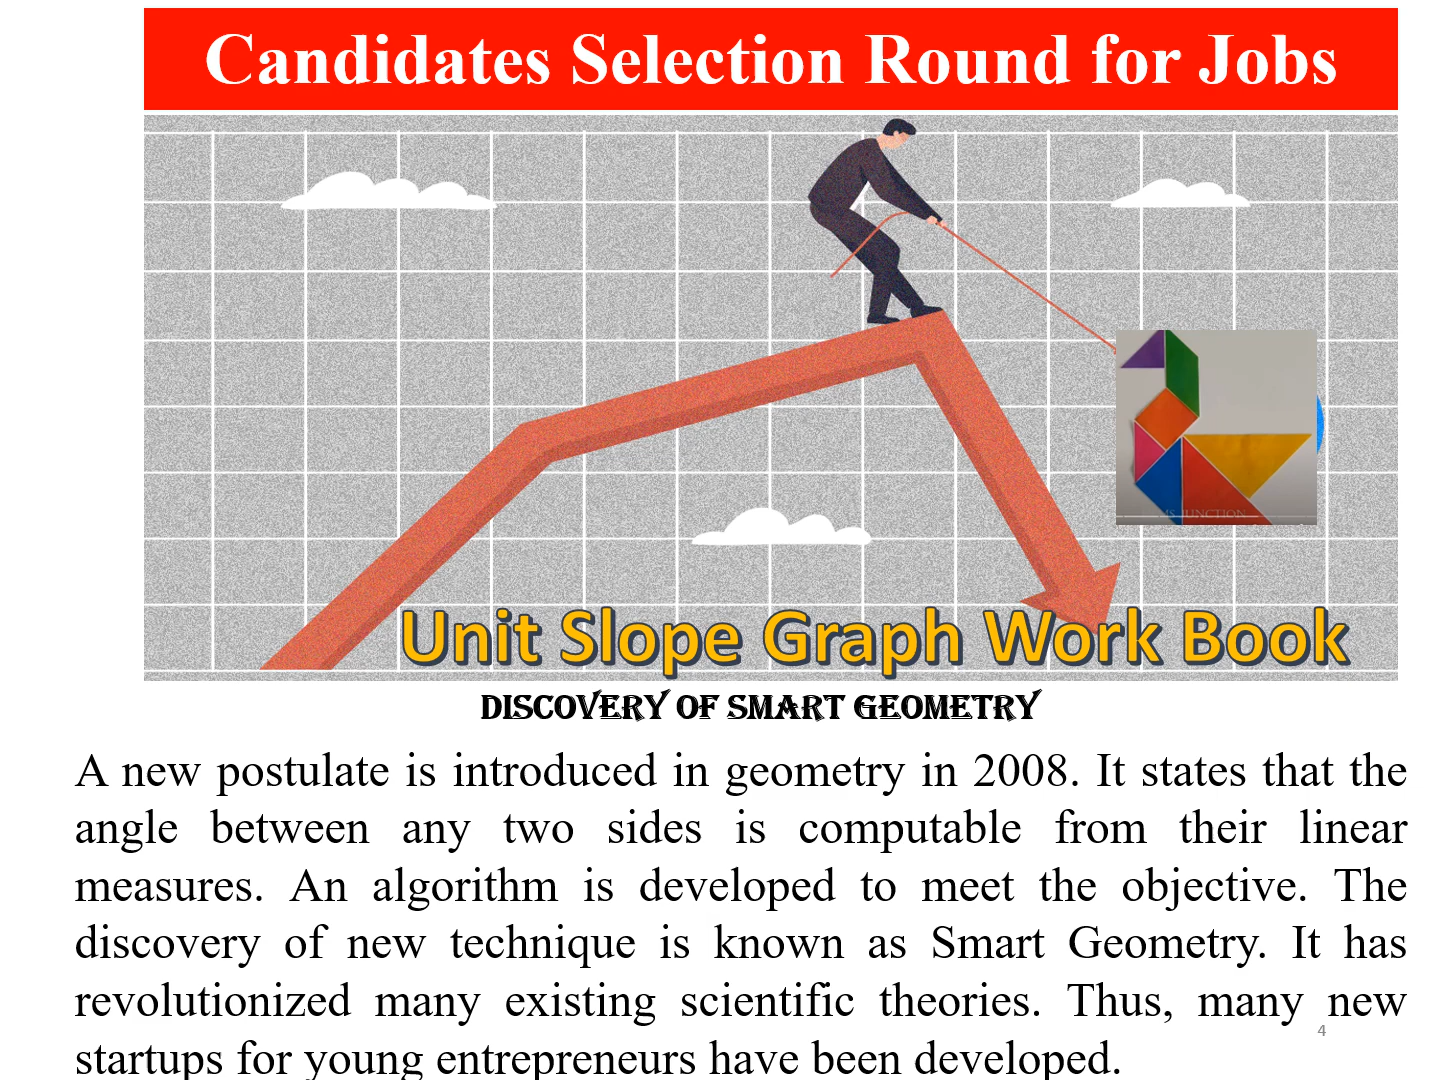 Candidates Selection Round for Jobs
JUNCTION
Unit Slope Graph Work Book
DISCOVERY OF SMART GEOMETRY
A new postulate is introduced in geometry in 2008. It states that the
angle between any two sides is computable from their linear
measures. An algorithm is developed to meet the objective. The
discovery of new technique is known as Smart Geometry. It has
revolutionized many existing scientific theories. Thus, many new
4
startups for young entrepreneurs have been developed.